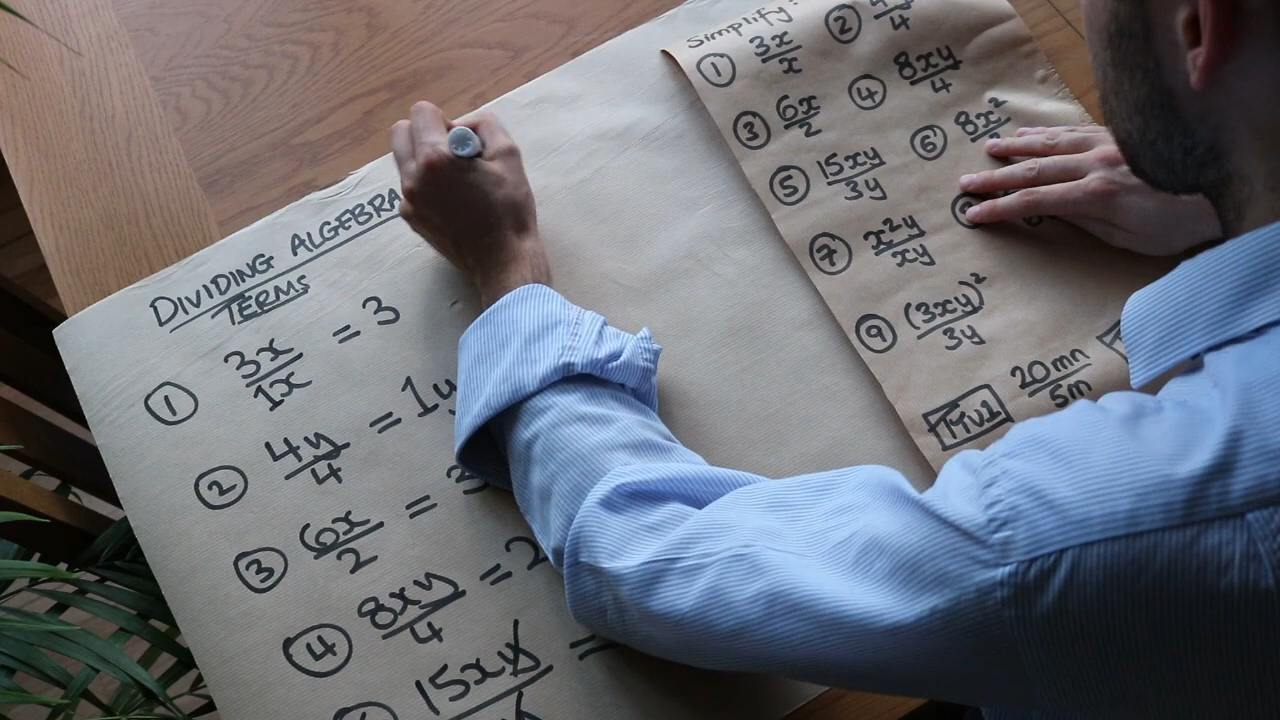 DIVIDING ALGEBRA
TERMS
① 3x/1x = 3
② 4y/4 = 1y
③ 6x/2 = 3
④ 8xy/4 = 2
15xy =
Simplify:
① 3x/x
② /4
③ 6x/2
④ 8xy/4
⑤ 15xy/3y
⑥ 8x²
⑦ x²y/xy
⑨ (3xy)²/3y
20mn/5m